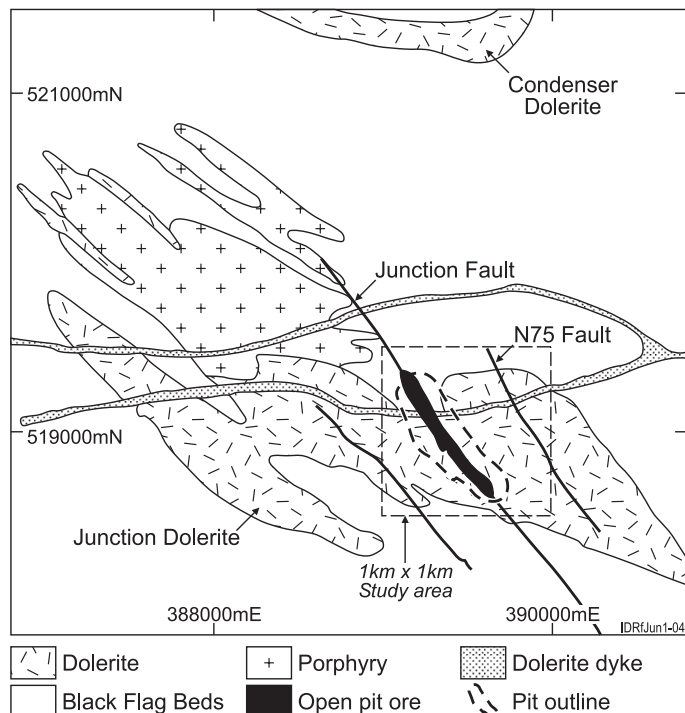 Condenser
Dolerite
521000mN
Junction Fault
N75 Fault
519000mN
Junction Dolerite
1km x 1km
Study area
388000mE
390000mE
IDRfJun1-04
Dolerite
Porphyry
Dolerite dyke
Black Flag Beds
Open pit ore
Pit outline